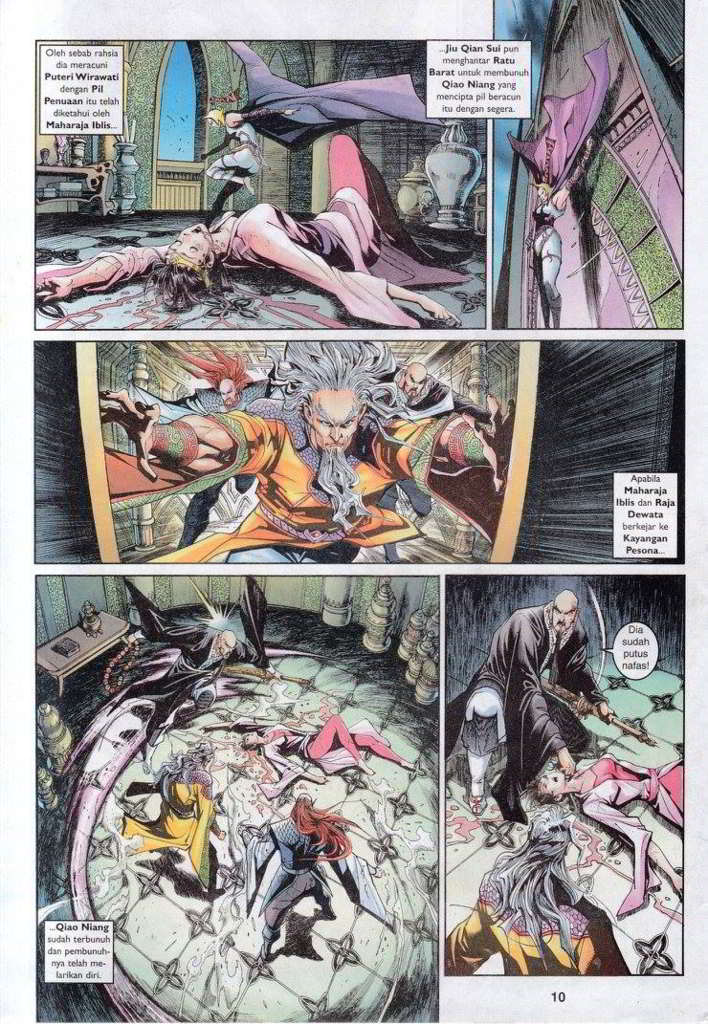 Oleh sebab rahsia
dia meracuni
Puteri Wirawati
dengan Pil
Penuaan itu telah
diketahui oleh
Maharaja Iblis...
...Jiu Qian Sui pun
menghantar Ratu
Barat untuk membunuh
Qiao Niang yang
mencipta pil beracun
itu dengan segera.
Apabila
Maharaja
Iblis dan Raja
Dewata
berkejar ke
Kayangan
Pesona...
...Qiao Niang
sudah terbunuh
dan pembunuh-
nya telah me-
larikan diri.
Dia
sudah
putus
nafas!
10